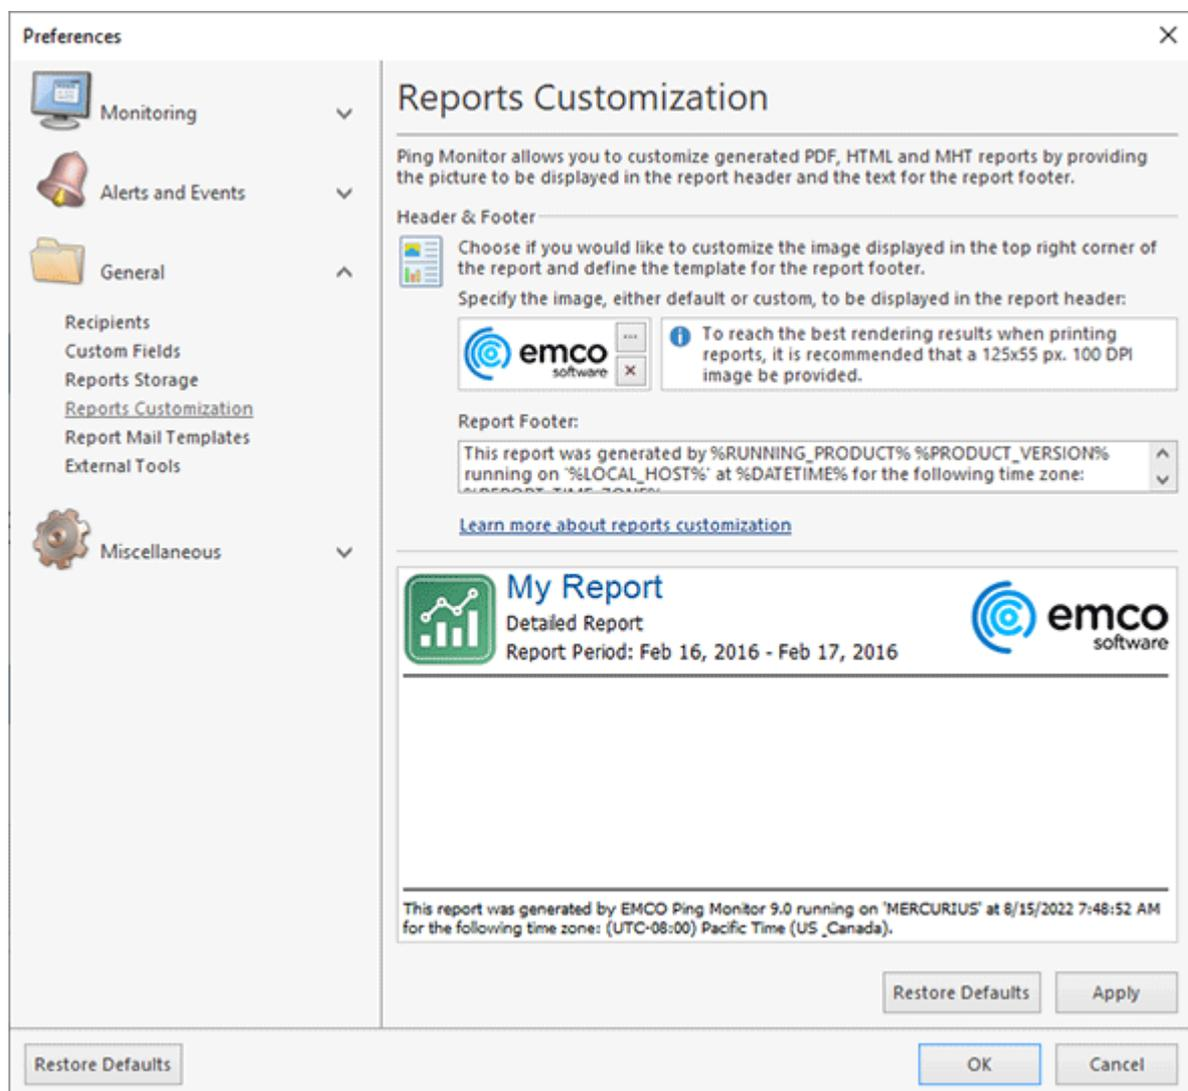 Preferences
Monitoring
Alerts and Events
General
Recipients
Custom Fields
Reports Storage
Reports Customization
Report Mail Templates
External Tools
Miscellaneous
Reports Customization
Ping Monitor allows you to customize generated PDF, HTML and MHT reports by providing
the picture to be displayed in the report header and the text for the report footer.
Header & Footer
Choose if you would like to customize the image displayed in the top right corner of
the report and define the template for the report footer.
Specify the image, either default or custom, to be displayed in the report header:
emco
software
...
To reach the best rendering results when printing
reports, it is recommended that a 125x55 px. 100 DPI
image be provided.
Report Footer:
This report was generated by %RUNNING_PRODUCT% %PRODUCT_VERSION%
running on '%LOCAL_HOST%' at %DATETIME% for the following time zone:
%REPORT_TIME_ZONE%
Learn more about reports customization
My Report
Detailed Report
Report Period: Feb 16, 2016 - Feb 17, 2016
emco
software
This report was generated by EMCO Ping Monitor 9.0 running on 'MERCURIUS' at 8/15/2022 7:48:52 AM
for the following time zone: (UTC-08:00) Pacific Time (US _Canada).
Restore Defaults
Apply
Restore Defaults
OK
Cancel